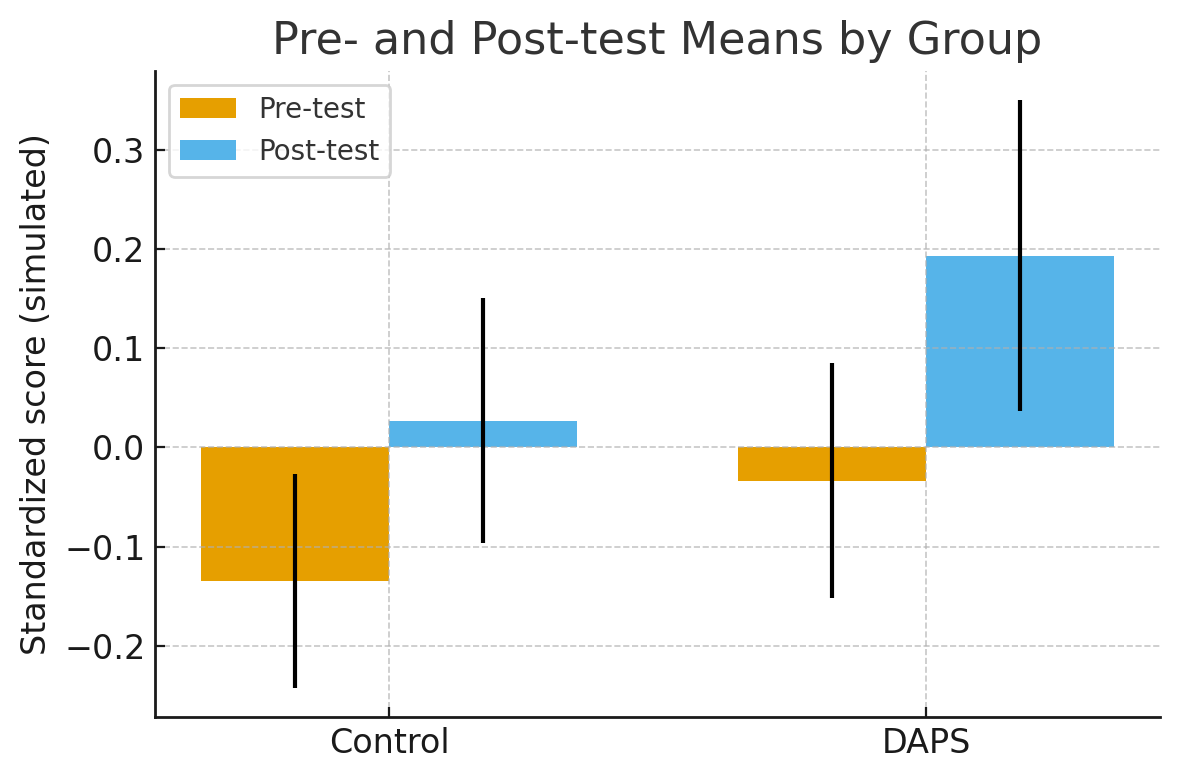 Pre- and Post-test Means by Group
Pre-test
Post-test
Standardized score (simulated)
0.3
0.2
0.1
0.0
−0.1
−0.2
Control
DAPS